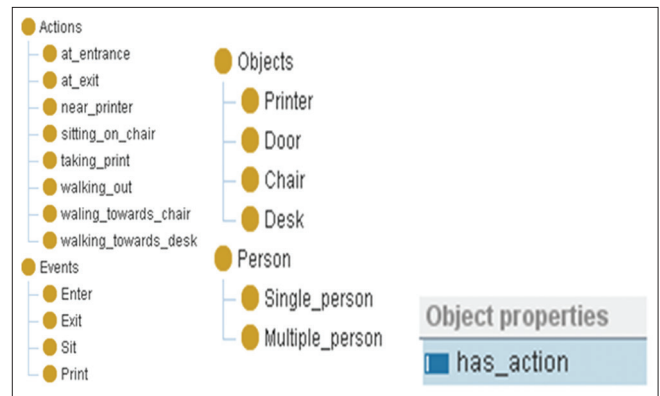 Actions
at_entrance
at_exit
near_printer
sitting_on_chair
taking_print
walking_out
waling_towards_chair
walking_towards_desk
Events
Enter
Exit
Sit
Print
Objects
Printer
Door
Chair
Desk
Person
Single_person
Multiple_person
Object properties
has_action